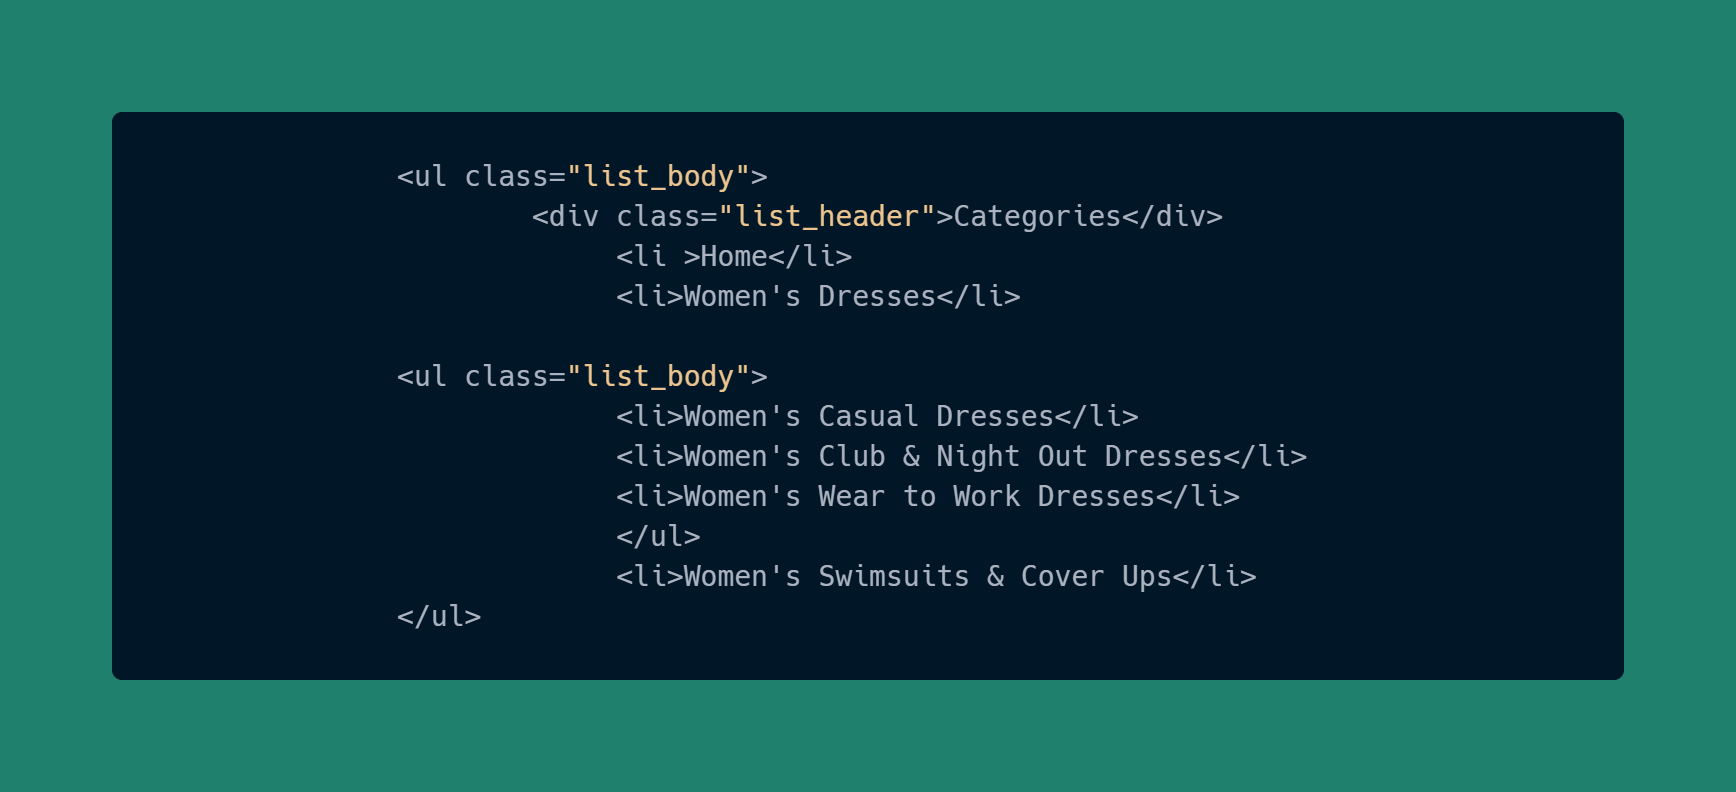 <ul class="list_body">
<div class="list_header">Categories</div>
<li >Home</li>
<li>Women's Dresses</li>
<ul class="list_body">
<li>Women's Casual Dresses</li>
<li>Women's Club & Night Out Dresses</li>
<li>Women's Wear to Work Dresses</li>
</ul>
<li>Women's Swimsuits & Cover Ups</li>
</ul>